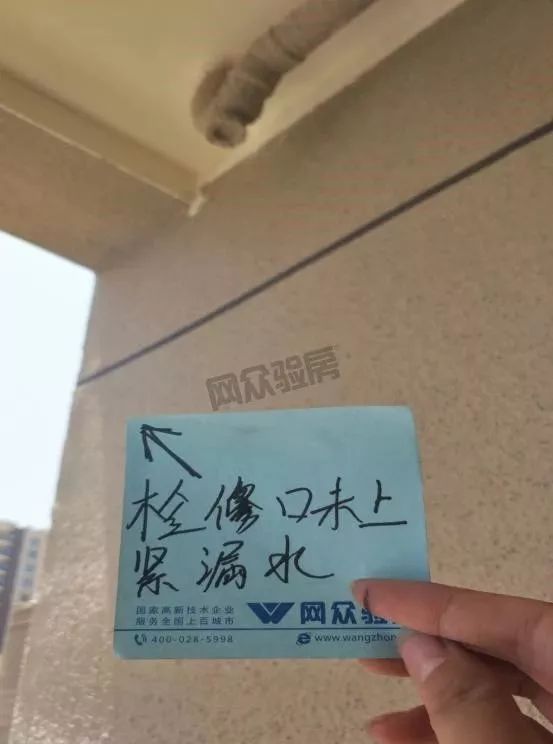 网众验房
检修口未上
紧漏水
国家高新技术企业
服务全国上百城市
网众验房
400-028-5998
www.wangzhon